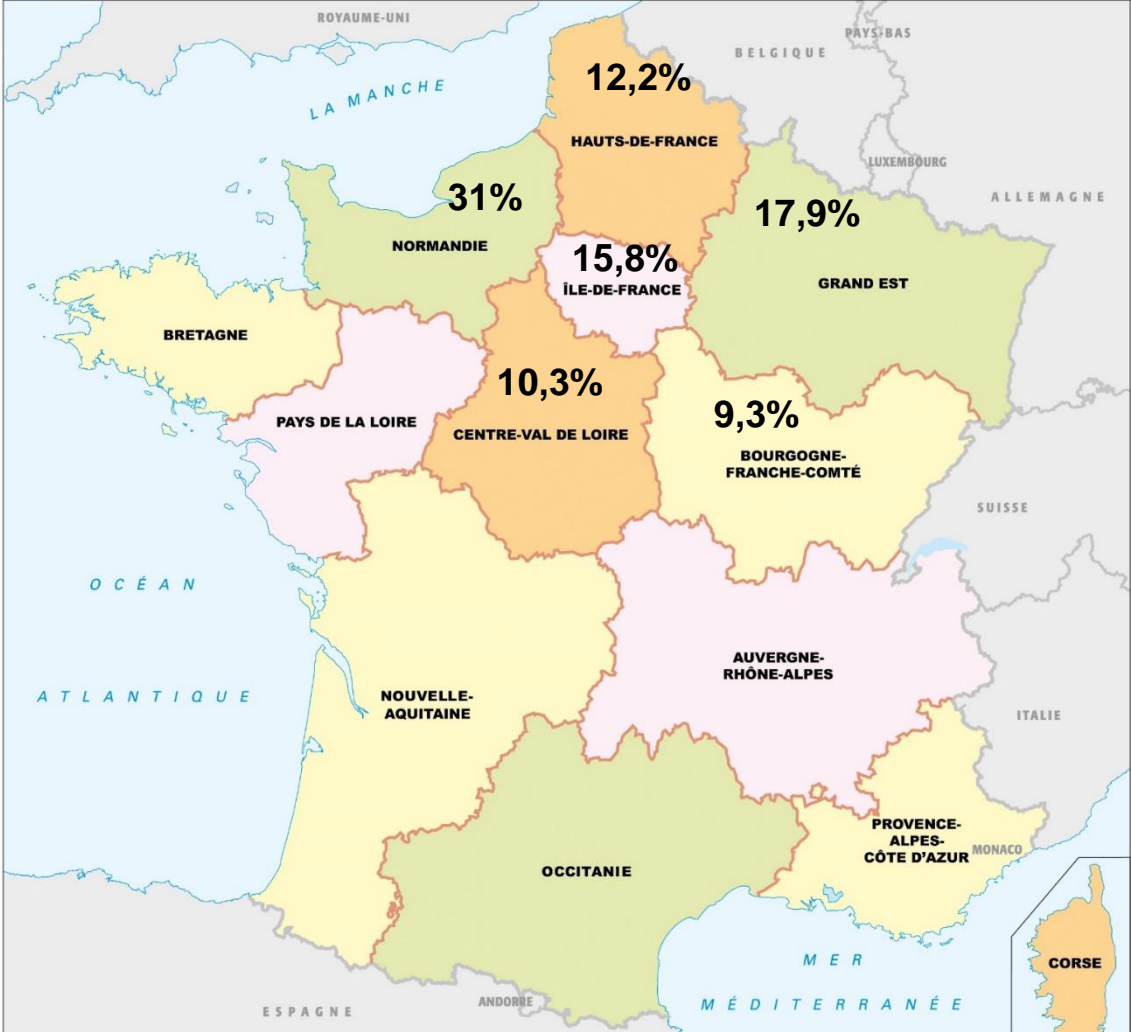 ROYAUME-UNI
PAYS-BAS
BELGIQUE
LA MANCHE
12,2%
HAUTS-DE-FRANCE
LUXEMBOURG
ALLEMAGNE
31%
NORMANDIE
17,9%
15,8%
ÎLE-DE-FRANCE
GRAND EST
BRETAGNE
10,3%
PAYS DE LA LOIRE
CENTRE-VAL DE LOIRE
9,3%
BOURGOGNE-
FRANCHE-COMTÉ
SUISSE
OCÉAN
ATLANTIQUE
AUVERGNE-
RHÔNE-ALPES
NOUVELLE-
AQUITAINE
ITALIE
PROVENCE-
ALPES-
CÔTE D'AZUR
MONACO
OCCITANIE
MER
MÉDITERRANÉE
CORSE
ANDORRE
ESPAGNE